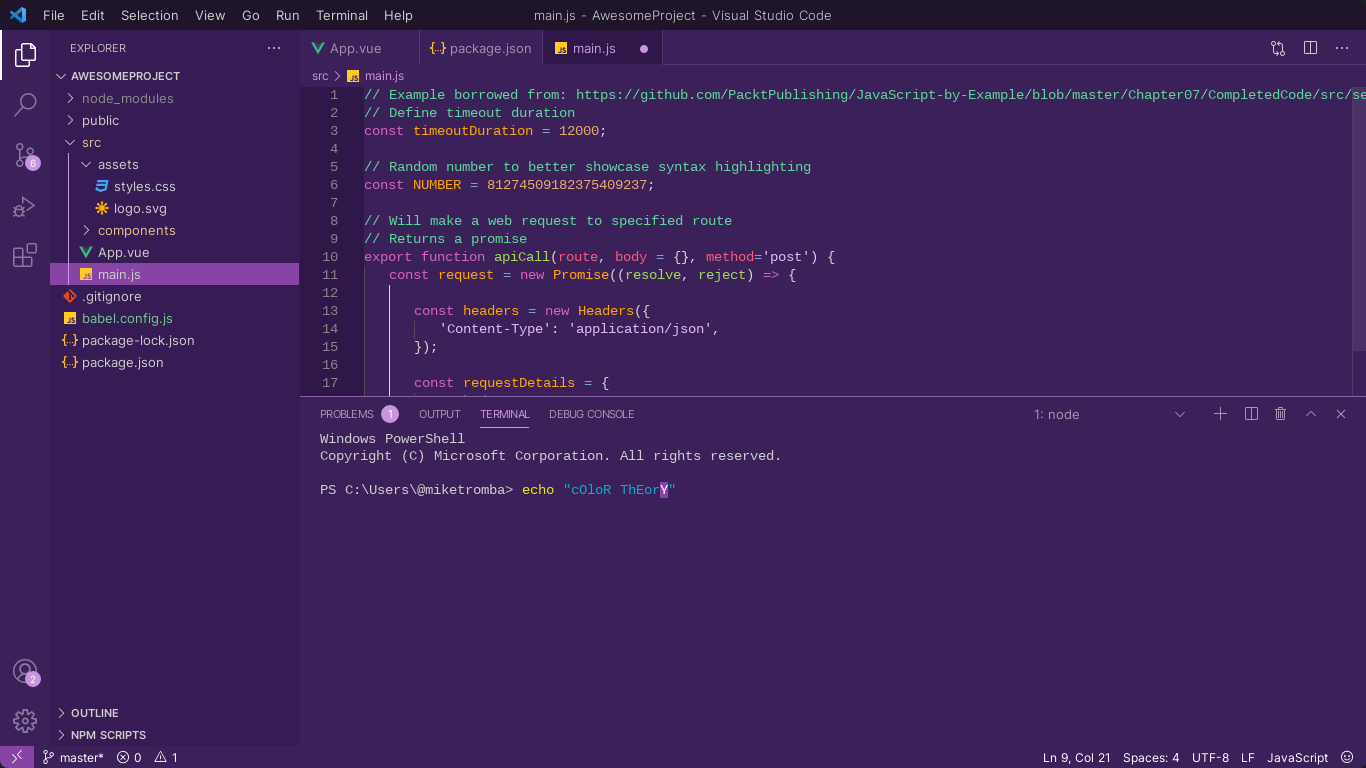 File Edit Selection View Go Run Terminal Help
main.js - AwesomeProject - Visual Studio Code
EXPLORER
AWESOMEPROJECT
node_modules
public
src
assets
styles.css
logo.svg
components
App.vue
main.js
.gitignore
babel.config.js
package-lock.json
package.json
OUTLINE
NPM SCRIPTS
6
2
App.vue
package.json
main.js
src
main.js
1 // Example borrowed from: https://github.com/PacktPublishing/JavaScript-by-Example/blob/master/Chapter07/CompletedCode/src/se
2 // Define timeout duration
3 const timeoutDuration = 12000;
4
5 // Random number to better showcase syntax highlighting
6 const NUMBER = 81274509182375409237;
7
8 // Will make a web request to specified route
9 // Returns a promise
10 export function apiCall(route, body = {}, method='post') {
11 const request = new Promise((resolve, reject) => {
12
13 const headers = new Headers({
14 'Content-Type': 'application/json',
15 });
16
17 const requestDetails = {
PROBLEMS 1 OUTPUT TERMINAL DEBUG CONSOLE 1: node
Windows PowerShell
Copyright (C) Microsoft Corporation. All rights reserved.
PS C:\Users\@miketromba> echo "cOloR ThEorY"
master* 0 1
Ln 9, Col 21 Spaces: 4 UTF-8 LF JavaScript